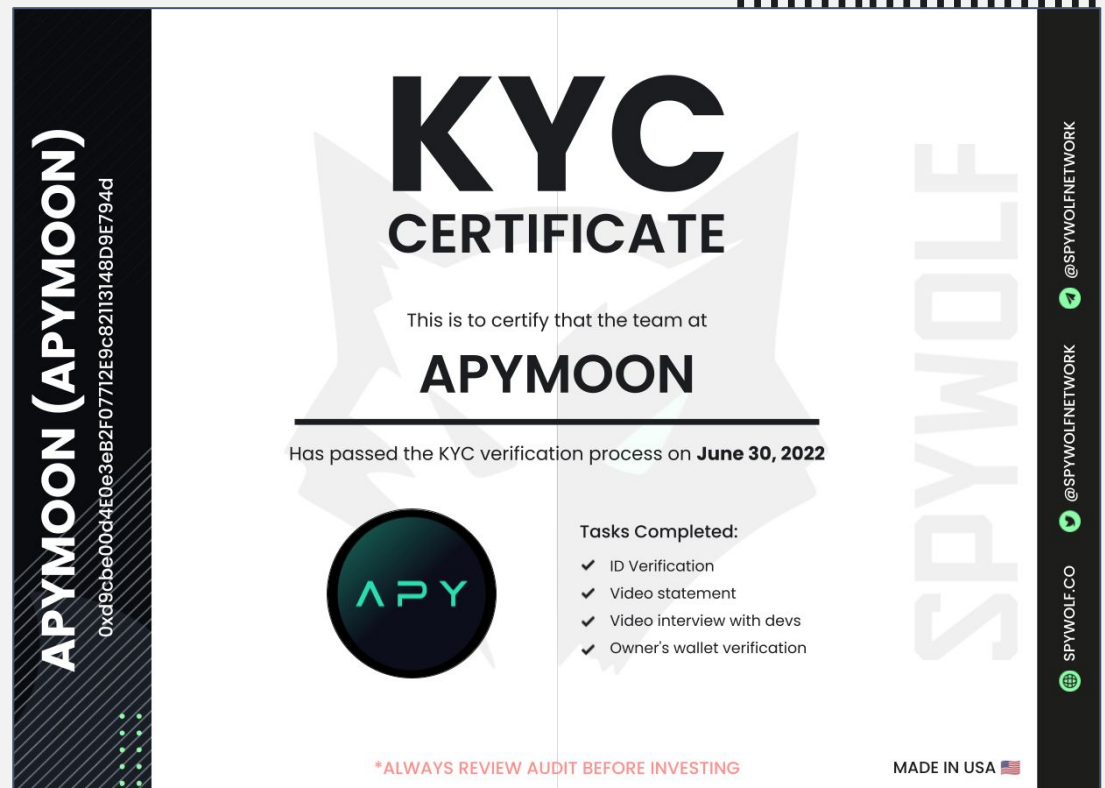 APYMOON (APYMOON)
0xd9cbe00d4E0e3eB2F07712E9c82113148D9E794d
KYC
CERTIFICATE
This is to certify that the team at
APYMOON
Has passed the KYC verification process on June 30, 2022
APY
Tasks Completed:
ID Verification
Video statement
Video interview with devs
Owner's wallet verification
*ALWAYS REVIEW AUDIT BEFORE INVESTING
MADE IN USA 🇺🇸
SPYWOLF
SPYWOLF.CO
@SPYWOLFNETWORK
@SPYWOLFNETWORK